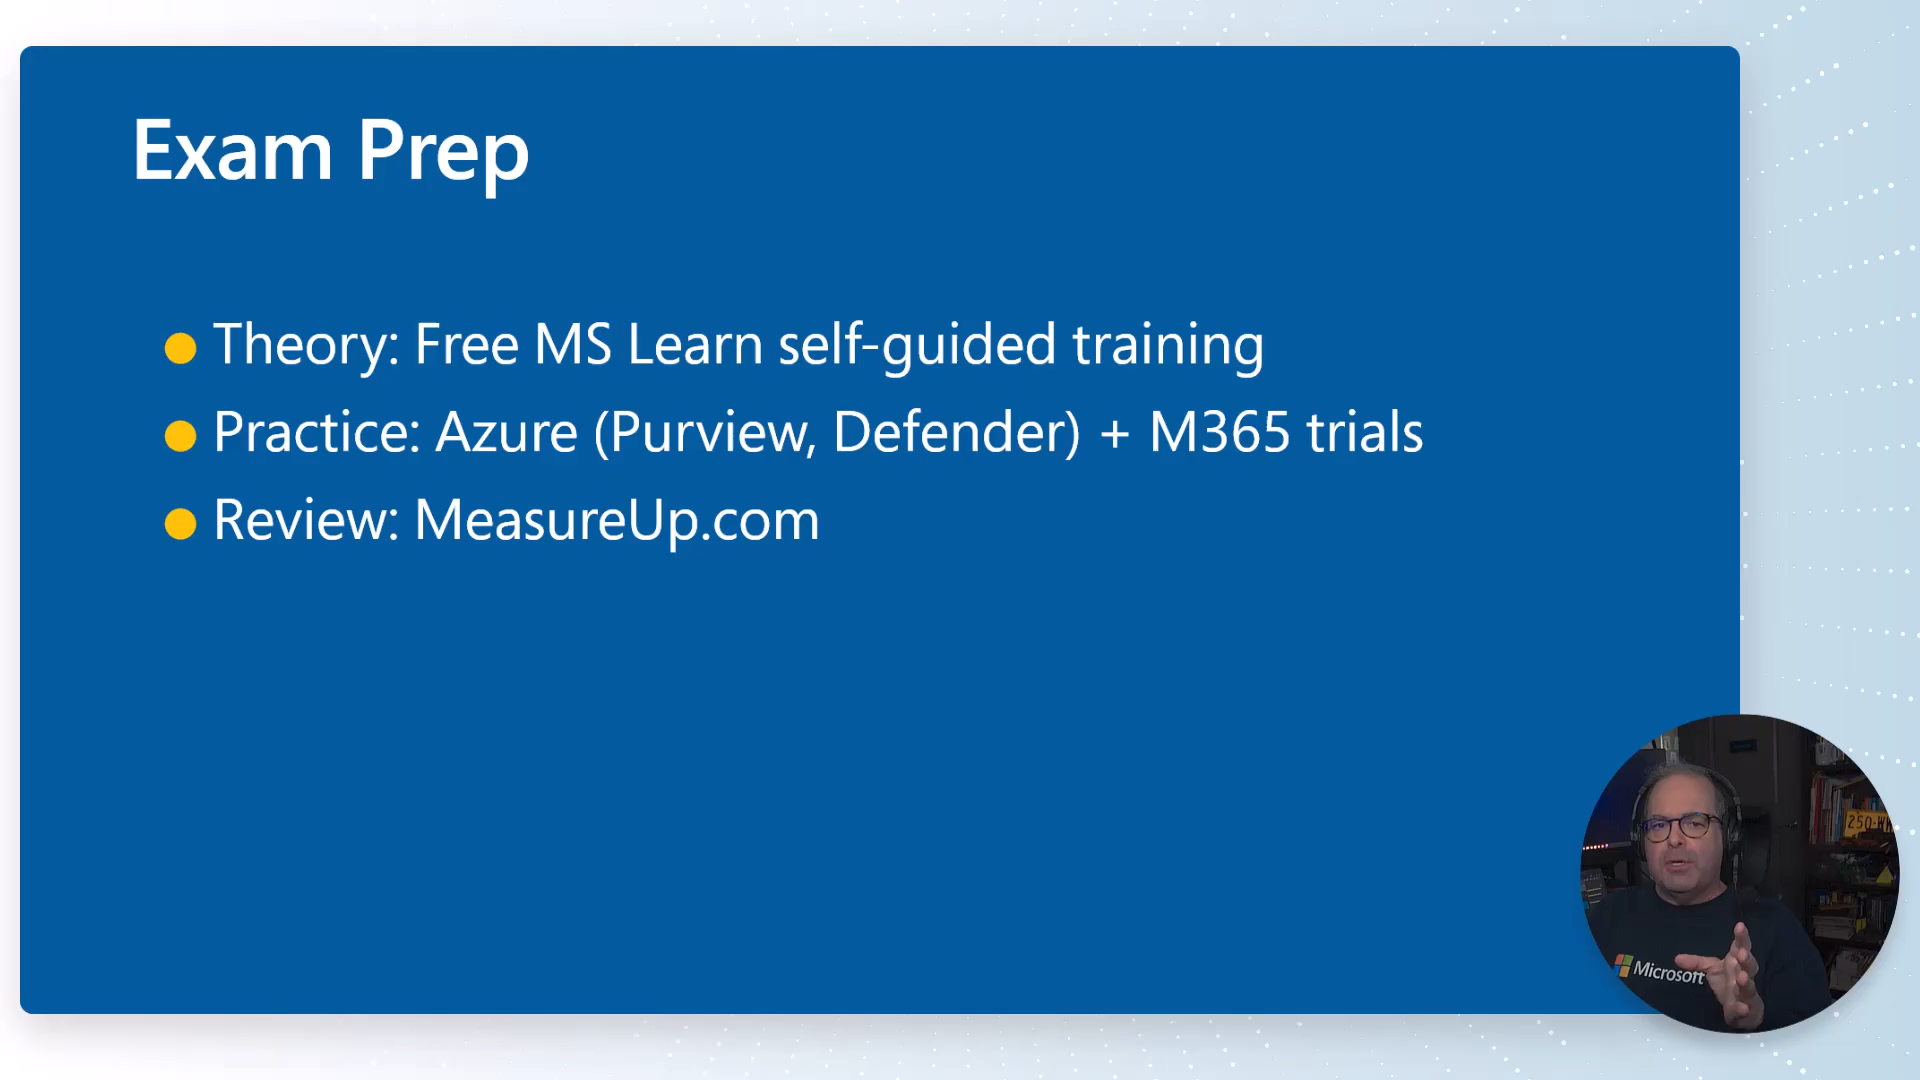 Exam Prep
Theory: Free MS Learn self-guided training
Practice: Azure (Purview, Defender) + M365 trials
Review: MeasureUp.com
250-W
Microsoft